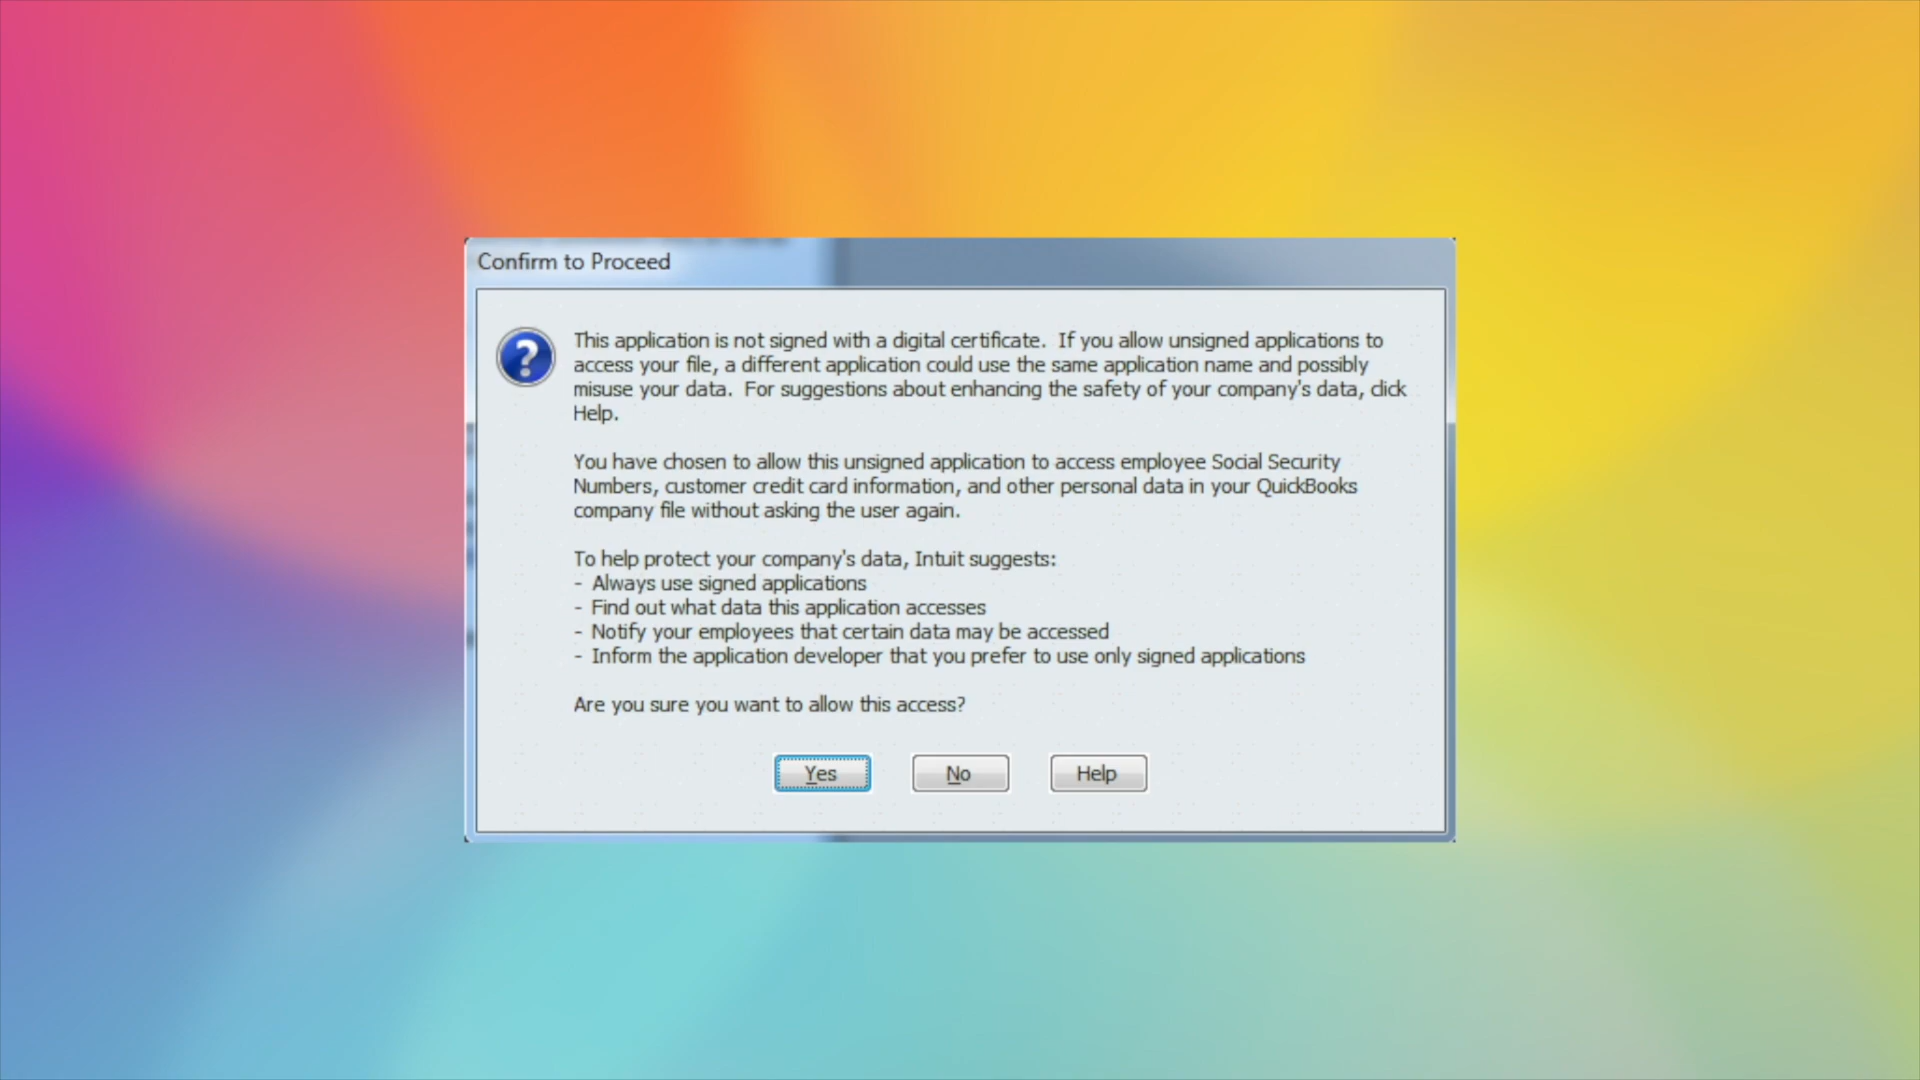 Confirm to Proceed
This application is not signed with a digital certificate.  If you allow unsigned applications to
access your file, a different application could use the same application name and possibly
misuse your data.  For suggestions about enhancing the safety of your company's data, click
Help.
You have chosen to allow this unsigned application to access employee Social Security
Numbers, customer credit card information, and other personal data in your QuickBooks
company file without asking the user again.
To help protect your company's data, Intuit suggests:
- Always use signed applications
- Find out what data this application accesses
- Notify your employees that certain data may be accessed
- Inform the application developer that you prefer to use only signed applications
Are you sure you want to allow this access?
Yes No Help